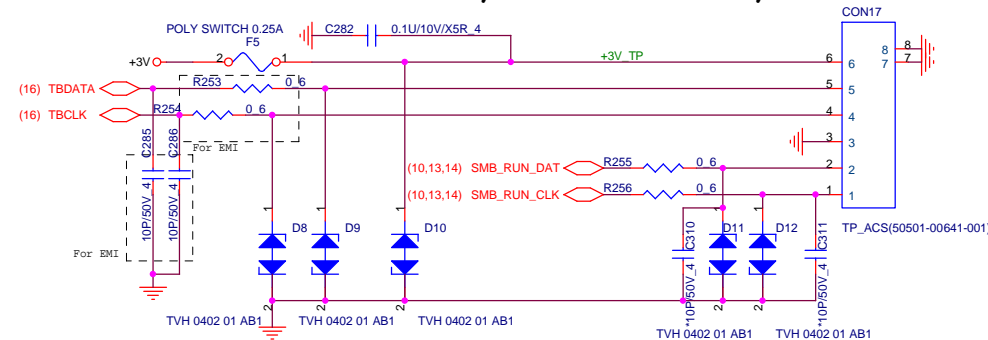 CON17
POLY SWITCH 0.25A
C282
0.1U/10V/X5R_4
F5
+3V
2
1
+3V_TP
6
6
8
8
7
7
(16) TBDATA
R253
0_6
5
5
(16) TBCLK
R254
0_6
4
4
For EMI
3
3
C285
C286
10P/50V_4
10P/50V_4
For EMI
(10,13,14) SMB_RUN_DAT
R255
0_6
2
2
(10,13,14) SMB_RUN_CLK
R256
0_6
1
1
TP_ACS(50501-00641-001)
1
D8
1
D9
1
D10
C310
*10P/50V_4
1
D11
1
D12
C311
*10P/50V_4
2
2
2
2
2
TVH 0402 01 AB1
TVH 0402 01 AB1
TVH 0402 01 AB1
TVH 0402 01 AB1
TVH 0402 01 AB1